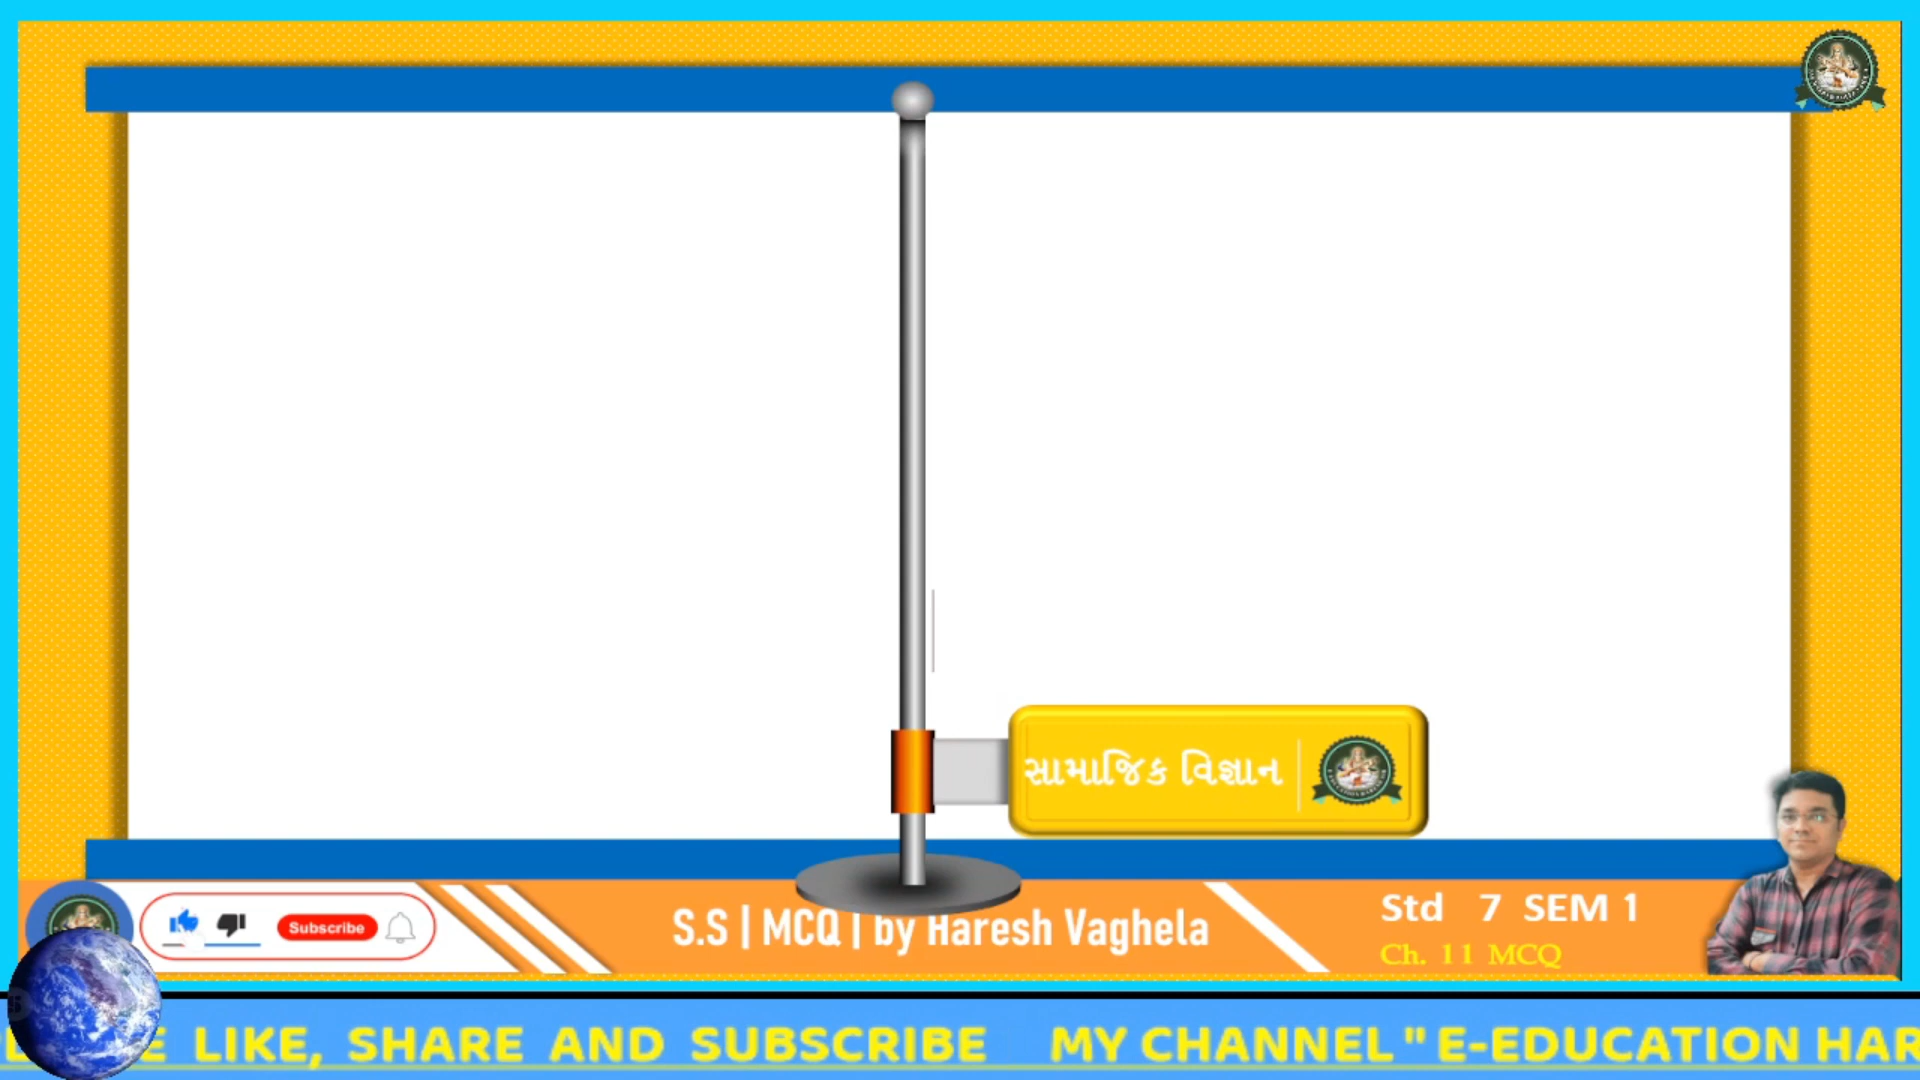 સામાજિક વિજ્ઞાન
Subscribe
S.S | MCQ | by Haresh Vaghela
Std 7 SEM 1
Ch. 11 MCQ
LIKE, SHARE AND SUBSCRIBE MY CHANNEL " E-EDUCATION